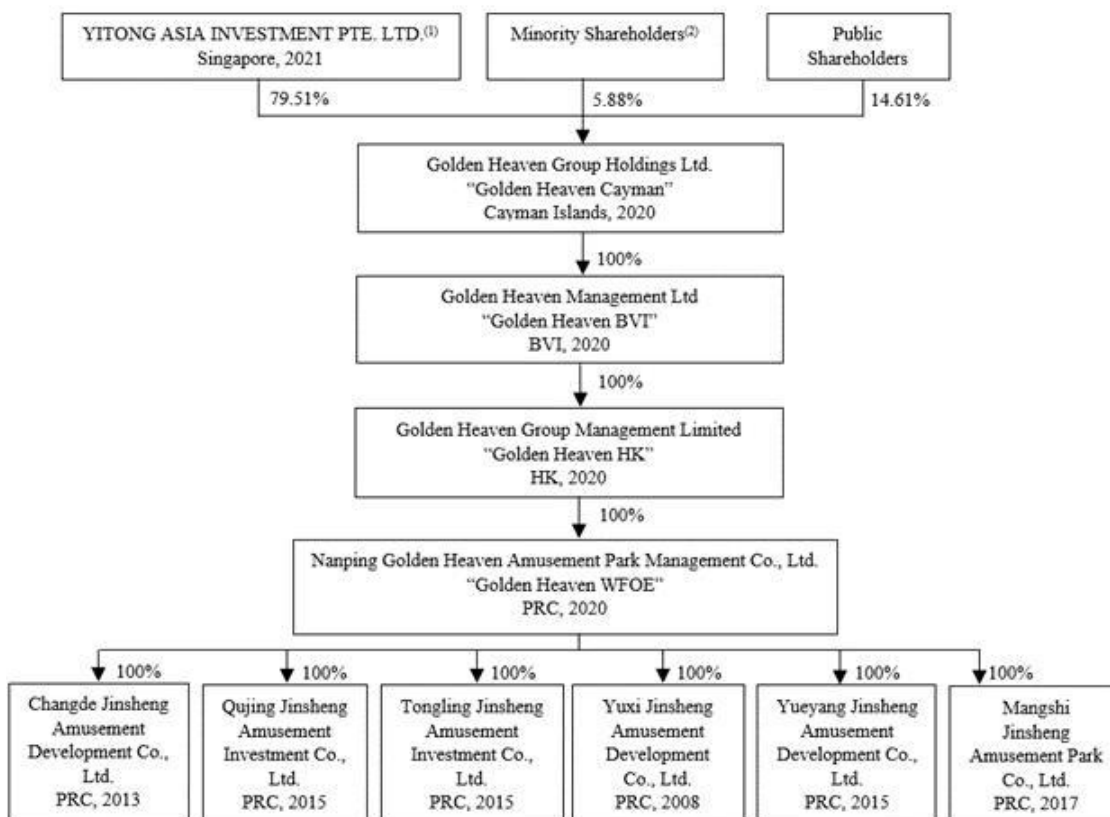 YITONG ASIA INVESTMENT PTE. LTD.(1)
Singapore, 2021
Minority Shareholders(2)
Public
Shareholders
79.51%
5.88%
14.61%
Golden Heaven Group Holdings Ltd.
“Golden Heaven Cayman”
Cayman Islands, 2020
100%
Golden Heaven Management Ltd
“Golden Heaven BVI”
BVI, 2020
100%
Golden Heaven Group Management Limited
“Golden Heaven HK”
HK, 2020
100%
Nanping Golden Heaven Amusement Park Management Co., Ltd.
“Golden Heaven WFOE”
PRC, 2020
100%
100%
100%
100%
100%
100%
Changde Jinsheng
Amusement
Development Co.,
Ltd.
PRC, 2013
Qujing Jinsheng
Amusement
Investment Co.,
Ltd.
PRC, 2015
Tongling Jinsheng
Amusement
Investment Co.,
Ltd.
PRC, 2015
Yuxi Jinsheng
Amusement
Development
Co., Ltd.
PRC, 2008
Yueyang Jinsheng
Amusement
Development Co.,
Ltd.
PRC, 2015
Mangshi
Jinsheng
Amusement Park
Co., Ltd.
PRC, 2017